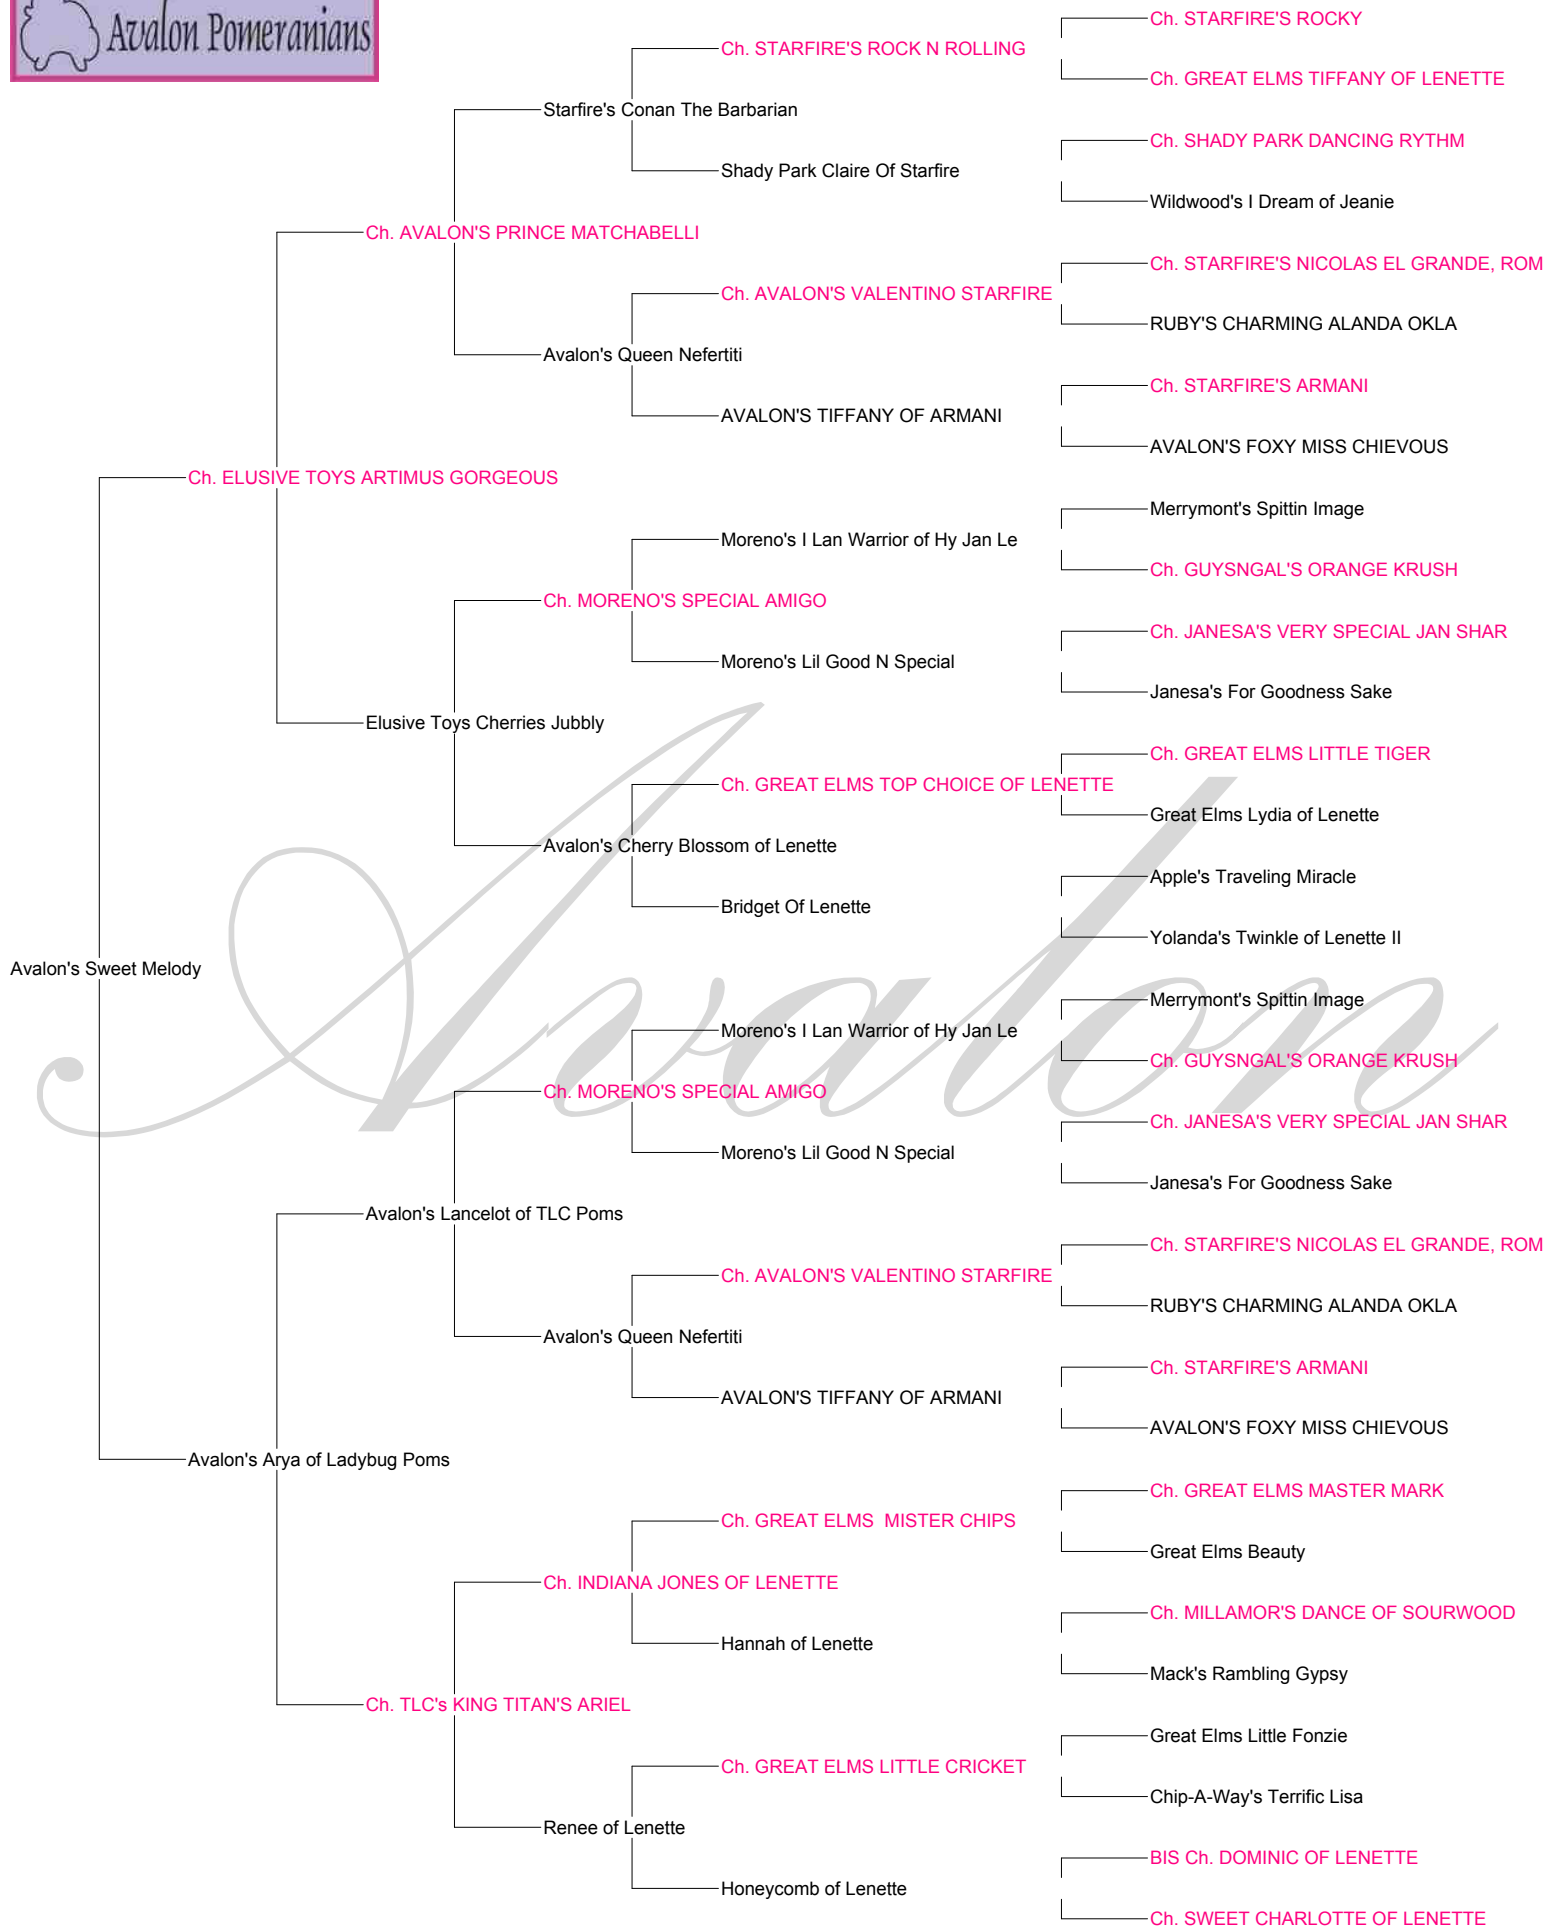 Avalon Pomeranians
Ch. STARFIRE'S ROCKY
Ch. STARFIRE'S ROCK N ROLLING
Ch. GREAT ELMS TIFFANY OF LENETTE
Starfire's Conan The Barbarian
Ch. SHADY PARK DANCING RYTHM
Shady Park Claire Of Starfire
Wildwood's I Dream of Jeanie
Ch. AVALON'S PRINCE MATCHABELLI
Ch. STARFIRE'S NICOLAS EL GRANDE, ROM
Ch. AVALON'S VALENTINO STARFIRE
RUBY'S CHARMING ALANDA OKLA
Avalon's Queen Nefertiti
Ch. STARFIRE'S ARMANI
AVALON'S TIFFANY OF ARMANI
AVALON'S FOXY MISS CHIEVOUS
Ch. ELUSIVE TOYS ARTIMUS GORGEOUS
Merrymont's Spittin Image
Moreno's I Lan Warrior of Hy Jan Le
Ch. GUYSNGAL'S ORANGE KRUSH
Ch. MORENO'S SPECIAL AMIGO
Ch. JANESA'S VERY SPECIAL JAN SHAR
Moreno's Lil Good N Special
Janesa's For Goodness Sake
Elusive Toys Cherries Jubbly
Ch. GREAT ELMS LITTLE TIGER
Ch. GREAT ELMS TOP CHOICE OF LENETTE
Great Elms Lydia of Lenette
Avalon's Cherry Blossom of Lenette
Apple's Traveling Miracle
Bridget Of Lenette
Yolanda's Twinkle of Lenette II
Avalon's Sweet Melody
Avalon
Merrymont's Spittin Image
Moreno's I Lan Warrior of Hy Jan Le
Ch. GUYSNGAL'S ORANGE KRUSH
Ch. MORENO'S SPECIAL AMIGO
Ch. JANESA'S VERY SPECIAL JAN SHAR
Moreno's Lil Good N Special
Janesa's For Goodness Sake
Avalon's Lancelot of TLC Poms
Ch. STARFIRE'S NICOLAS EL GRANDE, ROM
Ch. AVALON'S VALENTINO STARFIRE
RUBY'S CHARMING ALANDA OKLA
Avalon's Queen Nefertiti
Ch. STARFIRE'S ARMANI
AVALON'S TIFFANY OF ARMANI
AVALON'S FOXY MISS CHIEVOUS
Avalon's Arya of Ladybug Poms
Ch. GREAT ELMS MASTER MARK
Ch. GREAT ELMS  MISTER CHIPS
Great Elms Beauty
Ch. INDIANA JONES OF LENETTE
Ch. MILLAMOR'S DANCE OF SOURWOOD
Hannah of Lenette
Mack's Rambling Gypsy
Ch. TLC's KING TITAN'S ARIEL
Great Elms Little Fonzie
Ch. GREAT ELMS LITTLE CRICKET
Chip-A-Way's Terrific Lisa
Renee of Lenette
BIS Ch. DOMINIC OF LENETTE
Honeycomb of Lenette
Ch. SWEET CHARLOTTE OF LENETTE